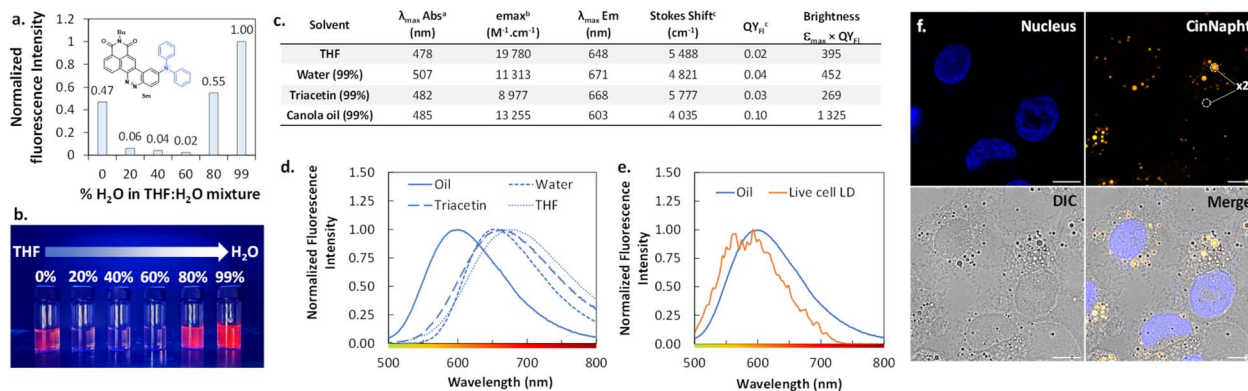 a.
Normalized
fluorescence Intensity
1.2
1
0.8
0.6
0.4
0.2
0
0.47
0.06
0.04
0.02
0.55
1.00
Bu
N
O
O
N
N
N
5m
0
20
40
60
80
99
% H₂O in THF:H₂O mixture
b.
THF
H₂O
0% 20% 40% 60% 80% 99%
c.
Solvent λmax Absᵃ (nm) emaxᵇ (M⁻¹.cm⁻¹) λmax Em (nm) Stokes Shiftᶜ (cm⁻¹) QYFlᶜ Brightness εmax × QYFl
THF 478 19 780 648 5 488 0.02 395
Water (99%) 507 11 313 671 4 821 0.04 452
Triacetin (99%) 482 8 977 668 5 777 0.03 269
Canola oil (99%) 485 13 255 603 4 035 0.10 1 325
d.
Normalized Fluorescence
Intensity
1.50
1.25
1.00
0.75
0.50
0.25
0.00
Oil
Water
Triacetin
THF
500 600 700 800
Wavelength (nm)
e.
Normalized Fluorescence
Intensity
1.50
1.25
1.00
0.75
0.50
0.25
0.00
Oil
Live cell LD
500 600 700 800
Wavelength (nm)
f.
Nucleus
CinNapht
x2
DIC
Merge